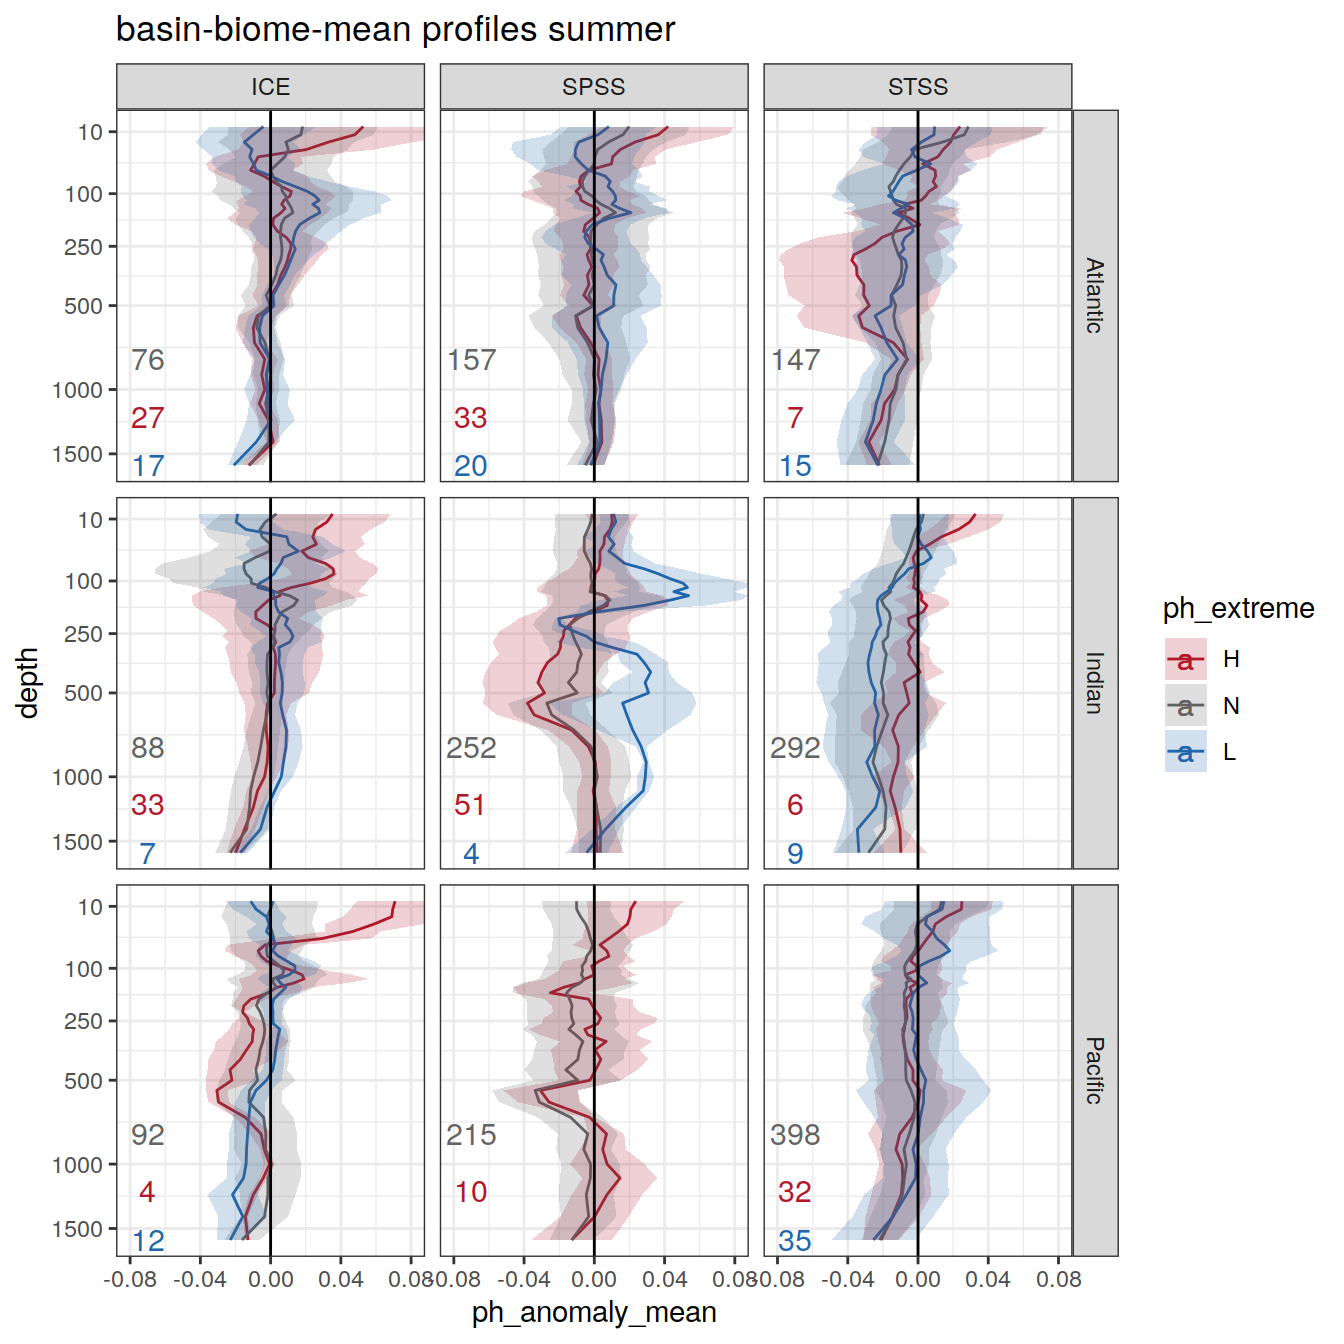 basin-biome-mean profiles summer
ICE
SPSS
STSS
10
100
250
500
1000
1500
76
27
17
157
33
20
147
7
15
Atlantic
10
100
250
500
1000
1500
88
33
7
252
51
4
292
6
9
Indian
10
100
250
500
1000
1500
92
4
12
215
10
398
32
35
Pacific
-0.08 -0.04 0.00 0.04 0.08
-0.08 -0.04 0.00 0.04 0.08
-0.08 -0.04 0.00 0.04 0.08
ph_anomaly_mean
depth
ph_extreme
a H
a N
a L